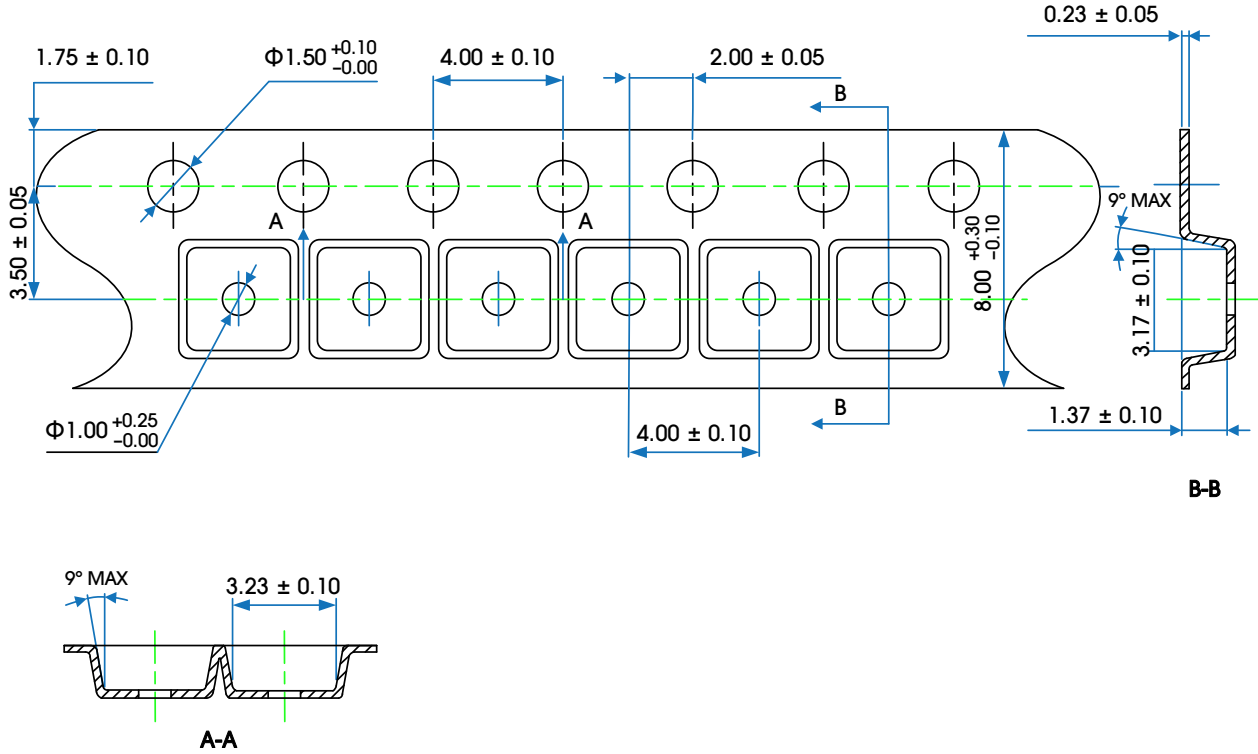 0.23 ± 0.05
1.75 ± 0.10
Φ1.50 +0.10 −0.00
4.00 ± 0.10
2.00 ± 0.05
B
A
A
9° MAX
3.50 ± 0.05
8.00 +0.30 −0.10
3.17 ± 0.10
Φ1.00 +0.25 −0.00
B
4.00 ± 0.10
1.37 ± 0.10
B-B
9° MAX
3.23 ± 0.10
A-A